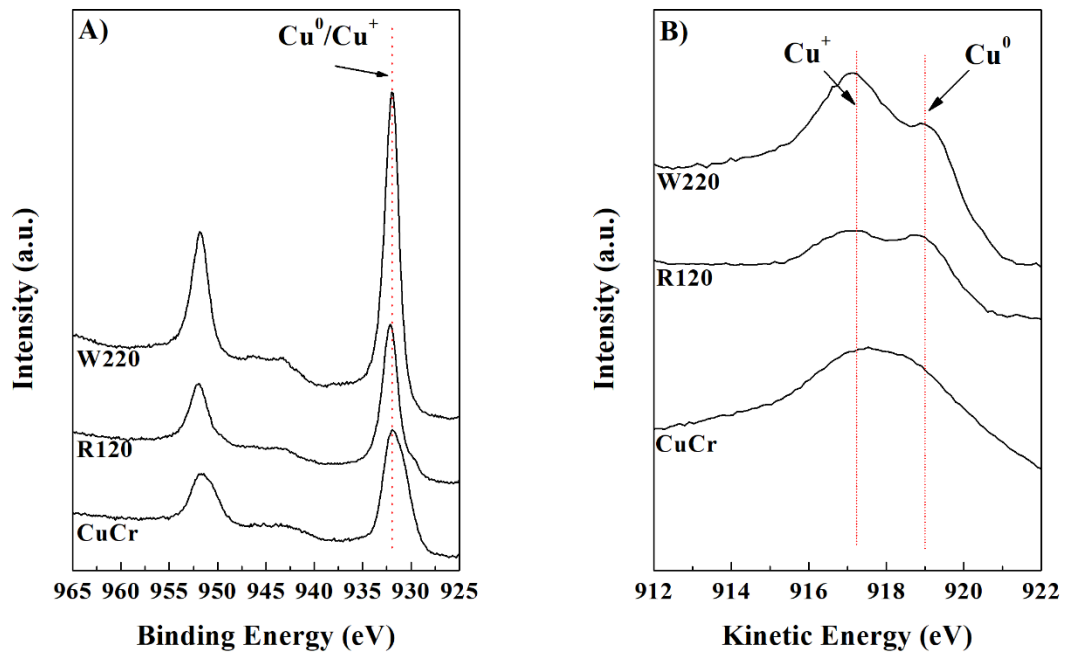 A)
Cu⁰/Cu⁺
W220
R120
CuCr
Intensity (a.u.)
965 960 955 950 945 940 935 930 925
Binding Energy (eV)
B)
Cu⁺
Cu⁰
W220
R120
CuCr
Intensity (a.u.)
912 914 916 918 920 922
Kinetic Energy (eV)